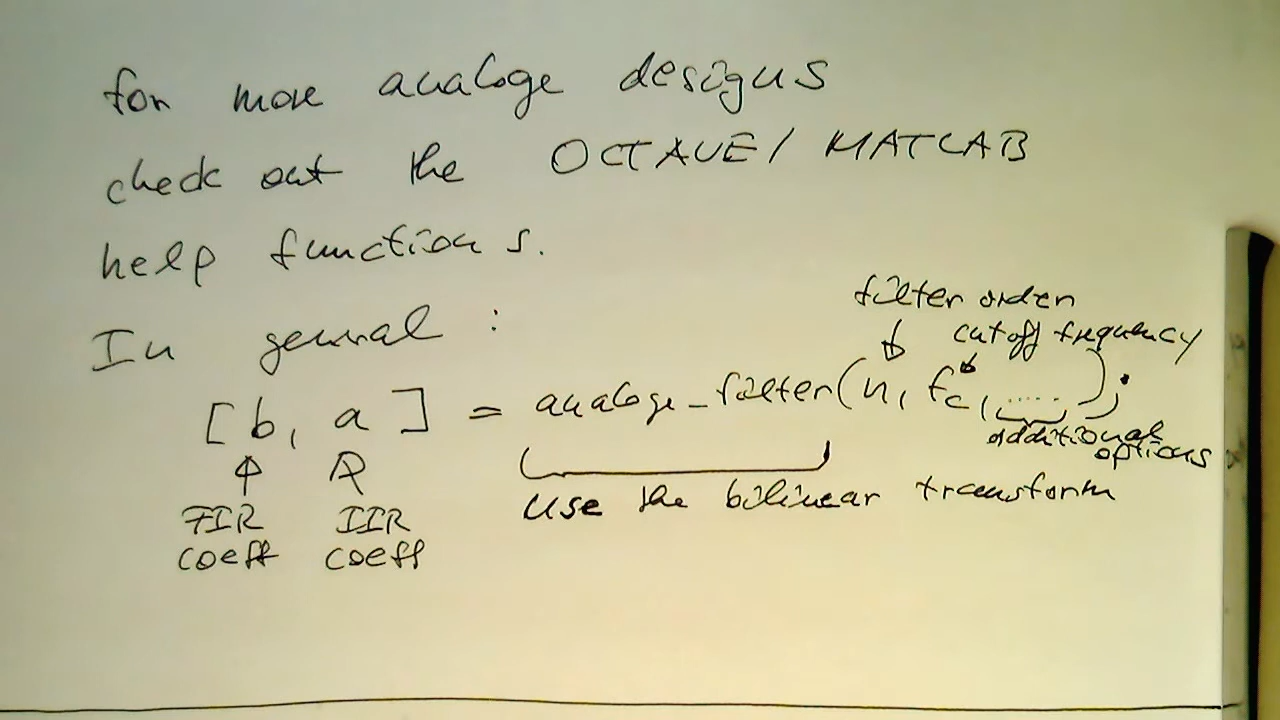 for more analoge designs
check out the OCTAVE/MATLAB
help functions.
In general :
filter order
cutoff frequency
[b, a] = analoge_filter(n, fc, .....);
additional
options
use the bilinear transform
FIR IIR
coeff coeff